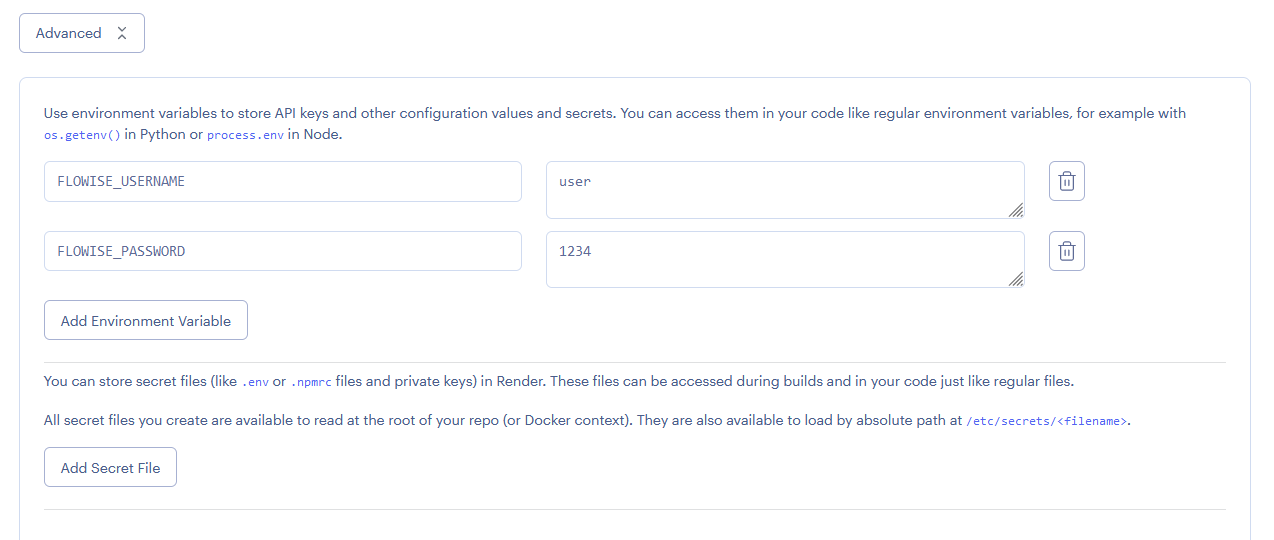 Advanced
Use environment variables to store API keys and other configuration values and secrets. You can access them in your code like regular environment variables, for example with
os.getenv() in Python or process.env in Node.
FLOWISE_USERNAME user
FLOWISE_PASSWORD 1234
Add Environment Variable
You can store secret files (like .env or .npmrc files and private keys) in Render. These files can be accessed during builds and in your code just like regular files.
All secret files you create are available to read at the root of your repo (or Docker context). They are also available to load by absolute path at /etc/secrets/<filename>.
Add Secret File